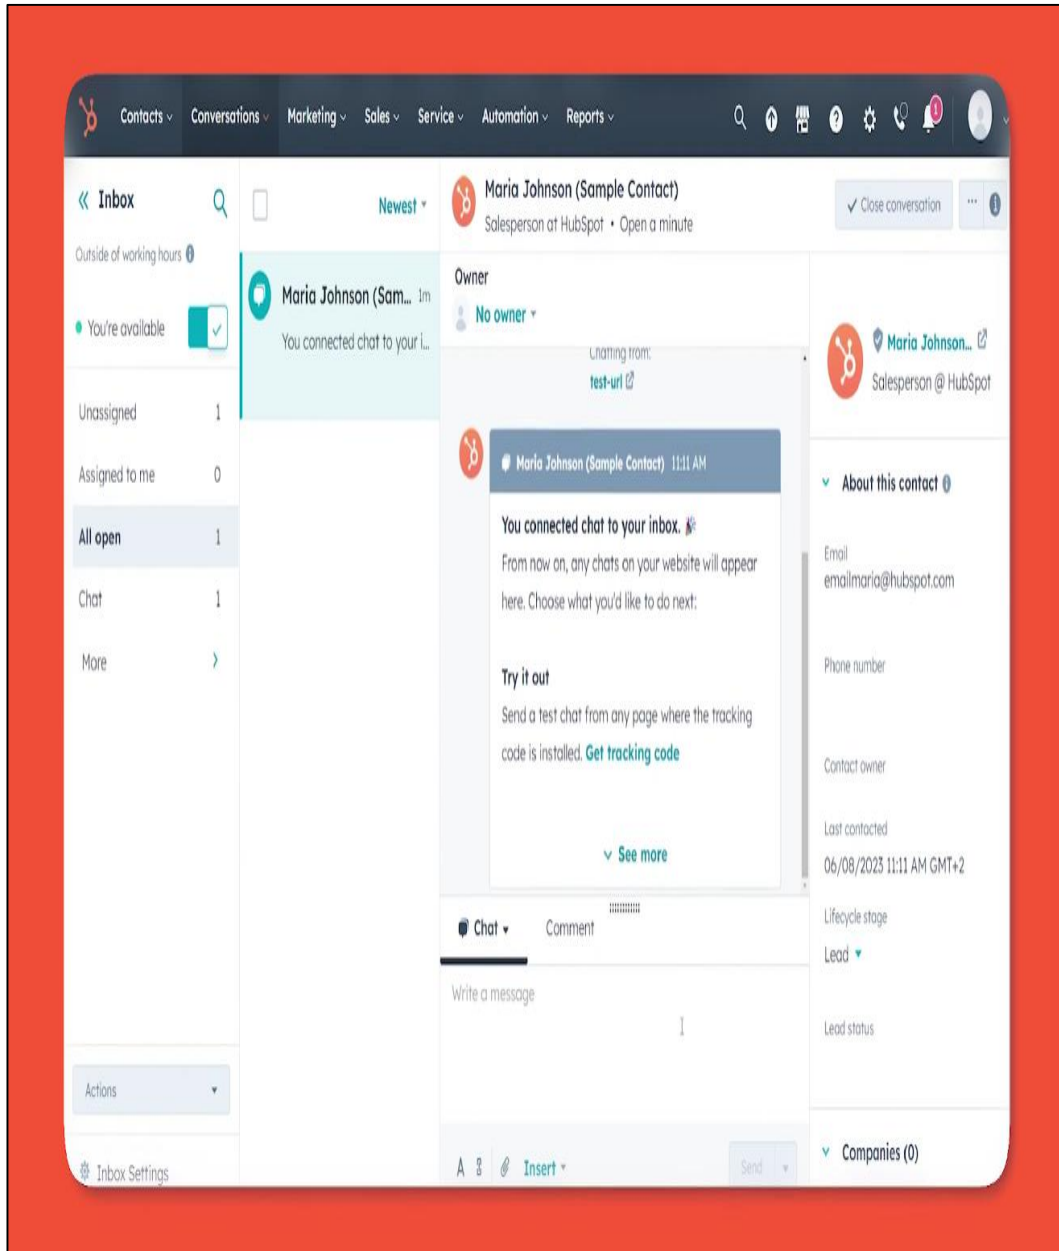 Contacts Conversations Marketing Sales Service Automation Reports
1
Inbox
Outside of working hours
You're available
Unassigned 1
Assigned to me 0
All open 1
Chat 1
More
Actions
Inbox Settings
Newest
Maria Johnson (Sam... 1m
You connected chat to your i...
Maria Johnson (Sample Contact)
Salesperson at HubSpot • Open a minute
Close conversation
Owner
No owner
Chatting from:
test-url
Maria Johnson (Sample Contact) 11:11 AM
You connected chat to your inbox.
From now on, any chats on your website will appear
here. Choose what you'd like to do next:
Try it out
Send a test chat from any page where the tracking
code is installed. Get tracking code
See more
Chat Comment
Write a message
A Insert Send
Maria Johnson...
Salesperson @ HubSpot
About this contact
Email
emailmaria@hubspot.com
Phone number
Contact owner
Last contacted
06/08/2023 11:11 AM GMT+2
Lifecycle stage
Lead
Lead status
Companies (0)